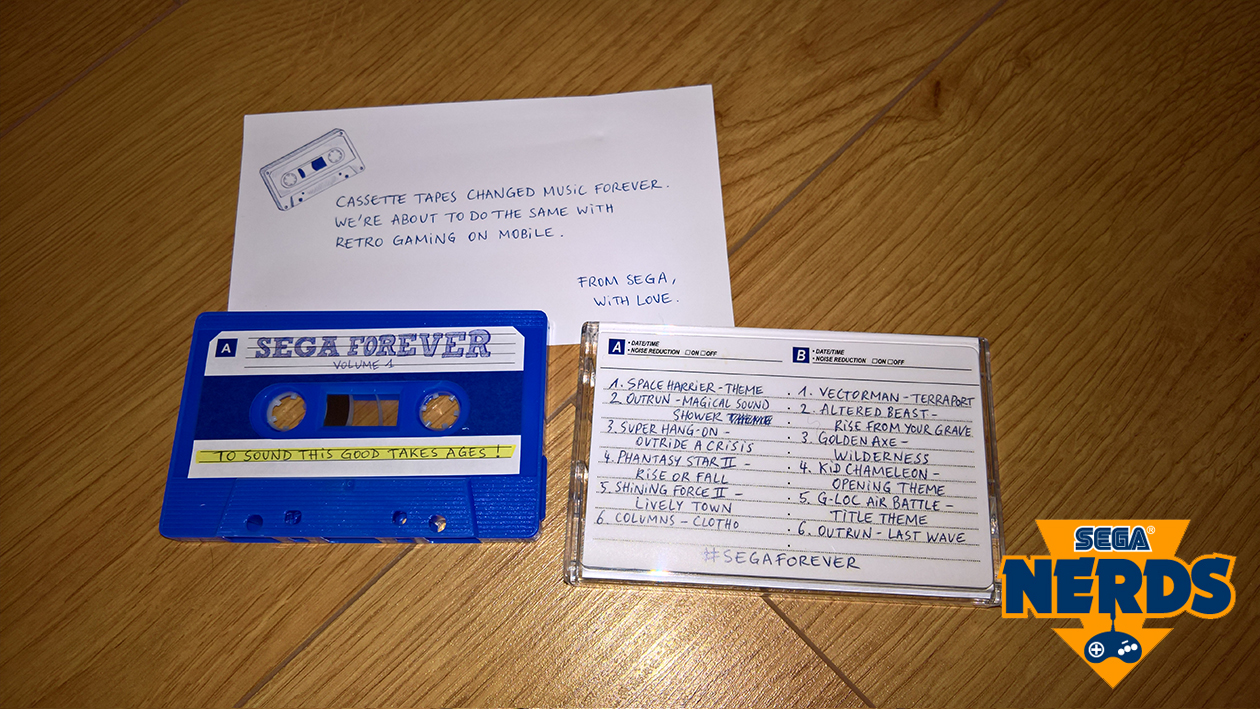 CASSETTE TAPES CHANGED MUSIC FOREVER.
WE'RE ABOUT TO DO THE SAME WITH
RETRO GAMING ON MOBILE.
FROM SEGA,
WITH LOVE.
A
SEGA FOREVER
VOLUME 1
TO SOUND THIS GOOD TAKES AGES!
A • DATE/TIME
• NOISE REDUCTION □ON □OFF
1. SPACE HARRIER - THEME
2 OUTRUN - MAGICAL SOUND
SHOWER
3. SUPER HANG-ON -
OUTRIDE A CRISIS
4. PHANTASY STAR II -
RISE OR FALL
5. SHINING FORCE II -
LIVELY TOWN
6. COLUMNS - CLOTHO
B • DATE/TIME
• NOISE REDUCTION □ON □OFF
1. VECTORMAN - TERRAPORT
2. ALTERED BEAST -
RISE FROM YOUR GRAVE
3. GOLDEN AXE -
WILDERNESS
4. KID CHAMELEON -
OPENING THEME
5. G-LOC AIR BATTLE -
TITLE THEME
6. OUTRUN - LAST WAVE
#SEGAFOREVER
SEGA®
NERDS